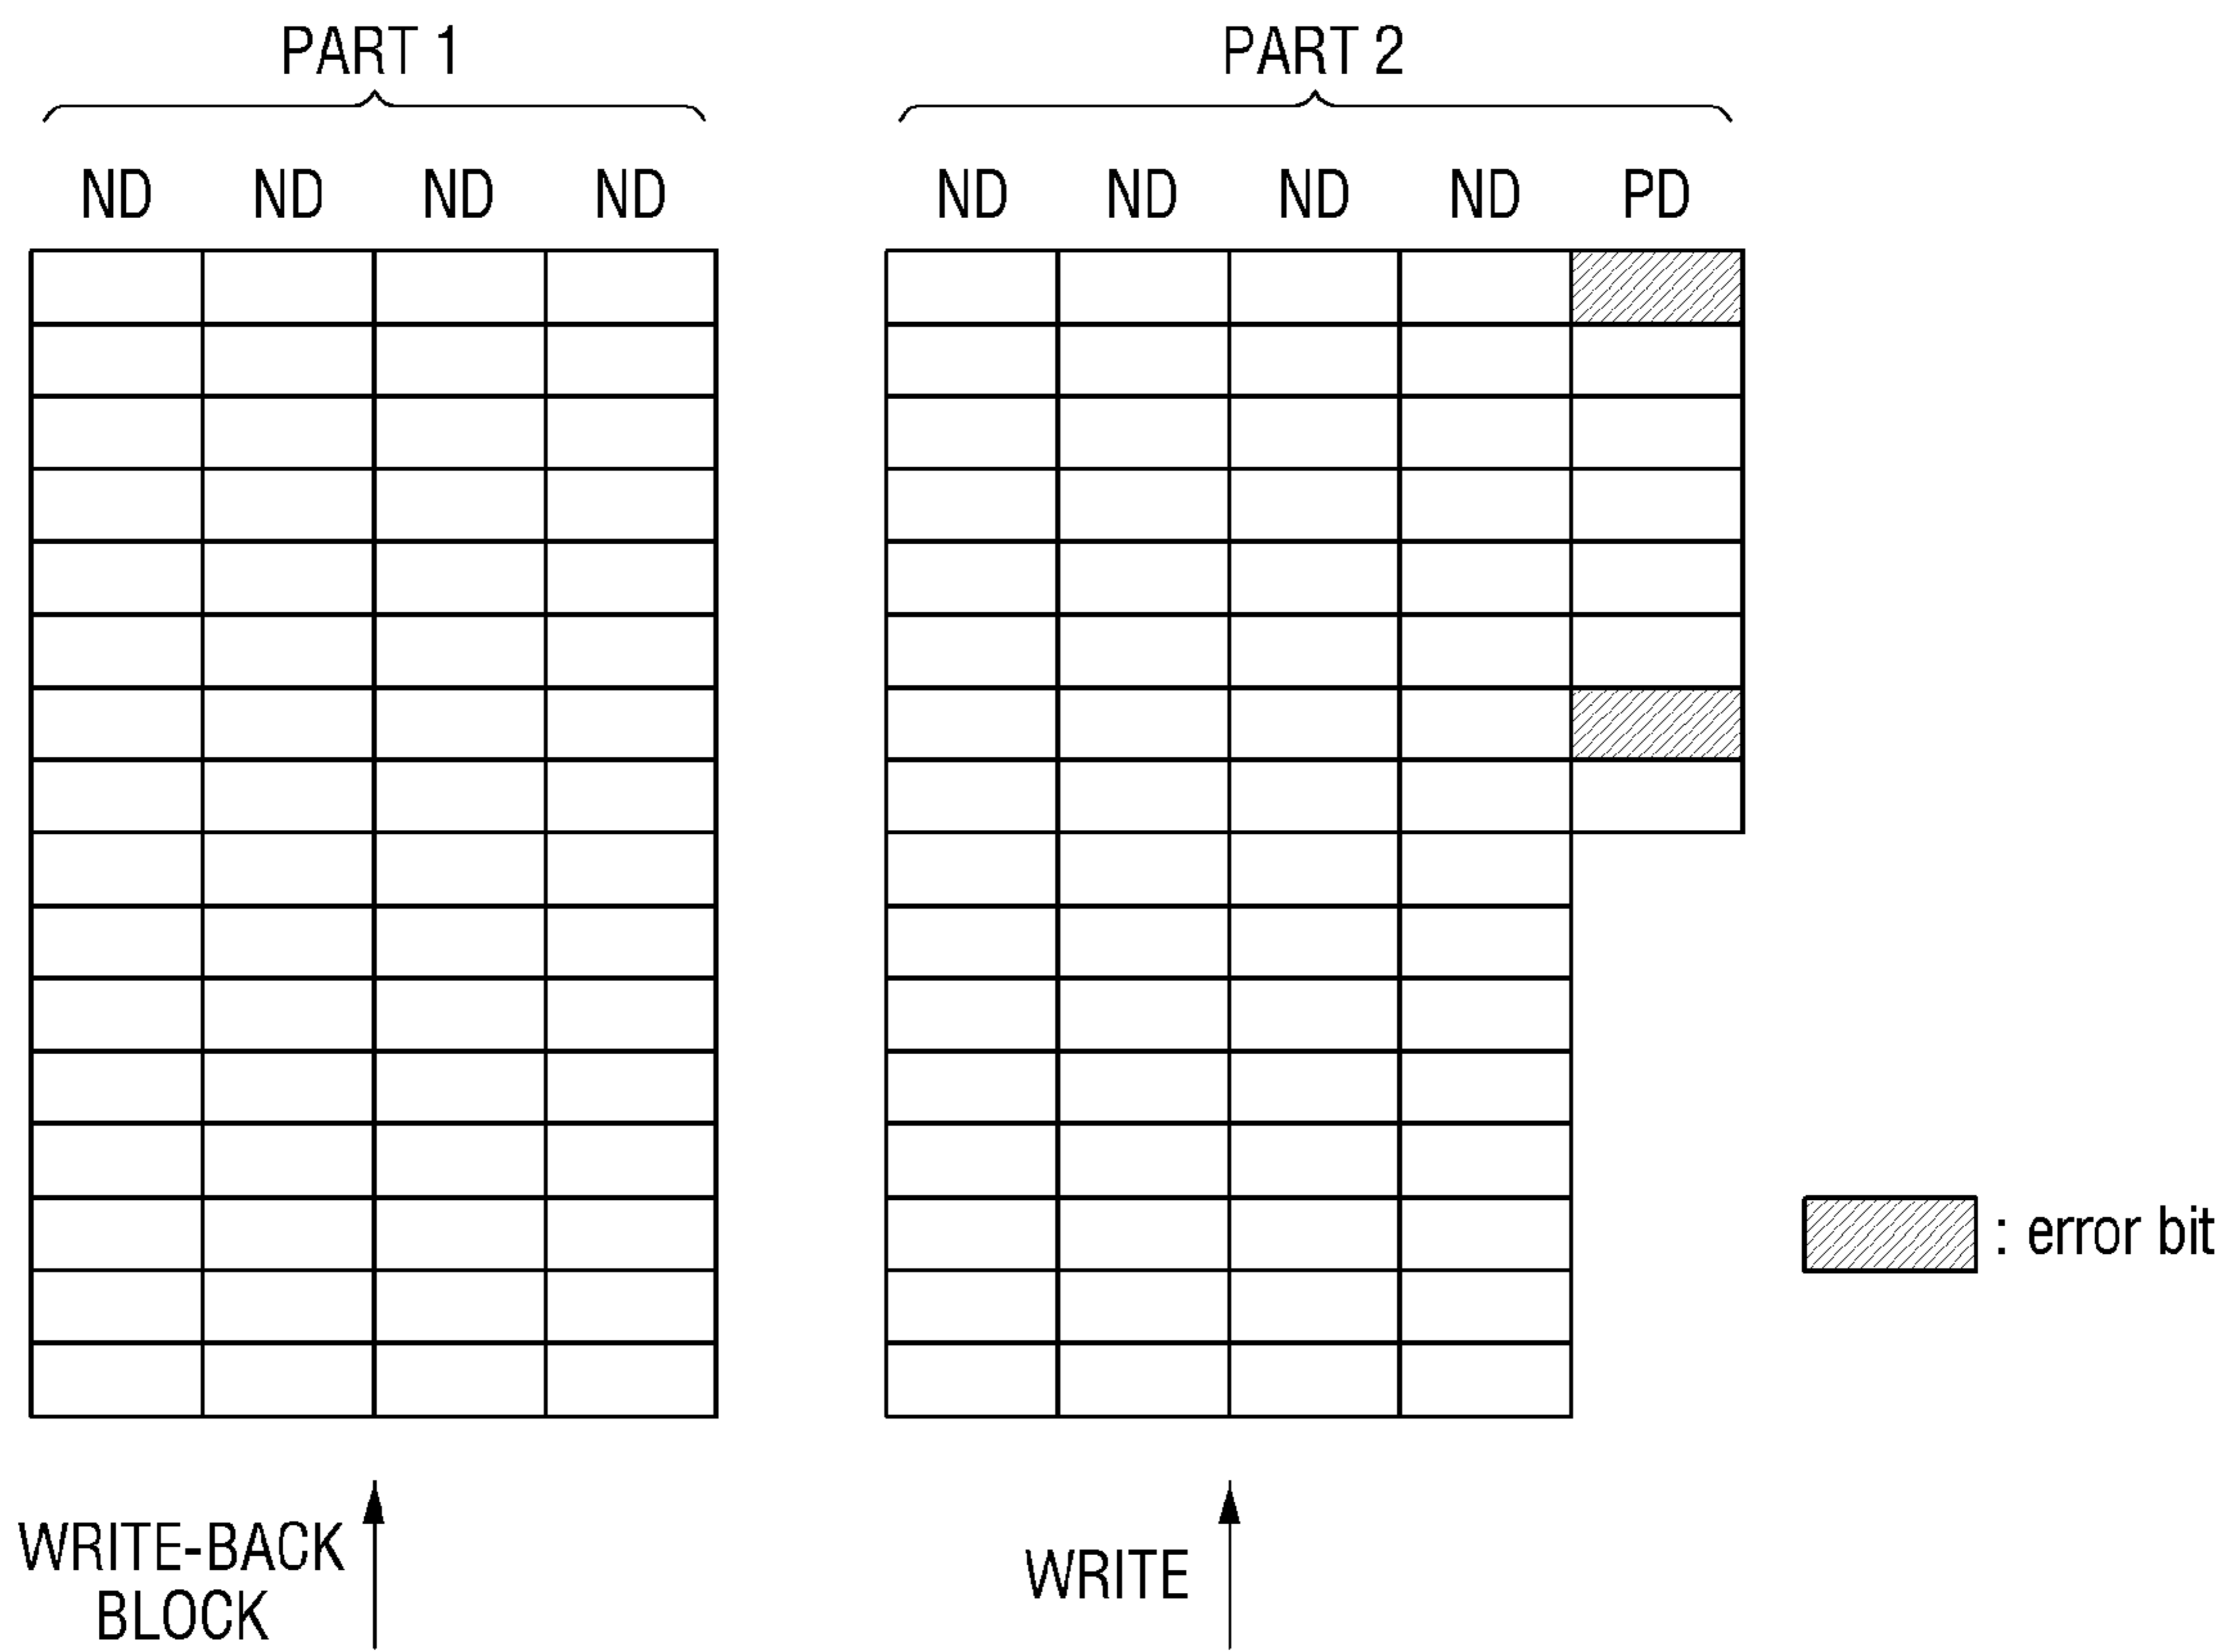 PART 1
PART 2
ND ND ND ND
ND ND ND ND PD
: error bit
WRITE-BACK
BLOCK
WRITE